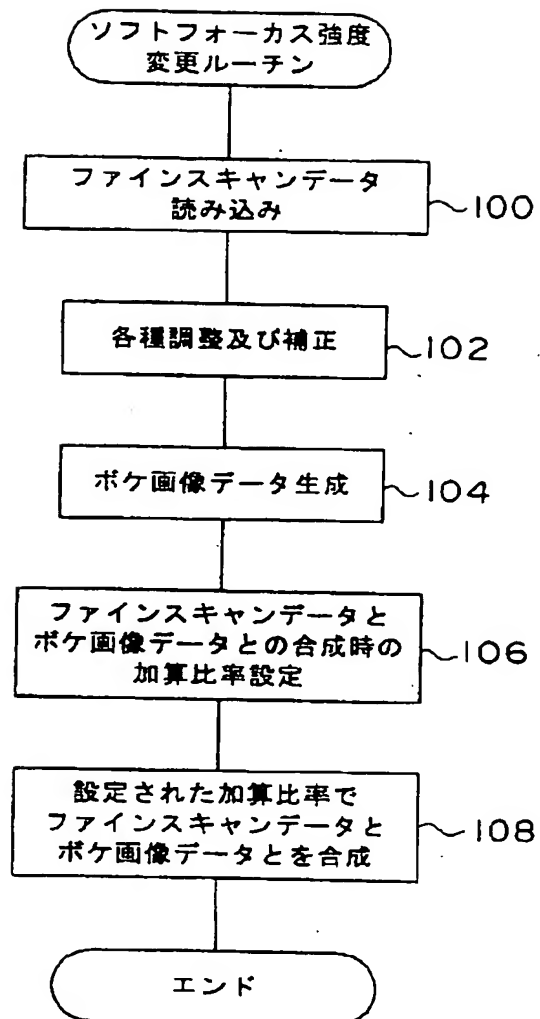 ソフトフォーカス強度
変更ルーチン
ファインスキャンデータ
読み込み
100
各種調整及び補正
102
ボケ画像データ生成
104
ファインスキャンデータと
ボケ画像データとの合成時の
加算比率設定
106
設定された加算比率で
ファインスキャンデータと
ボケ画像データとを合成
108
エンド